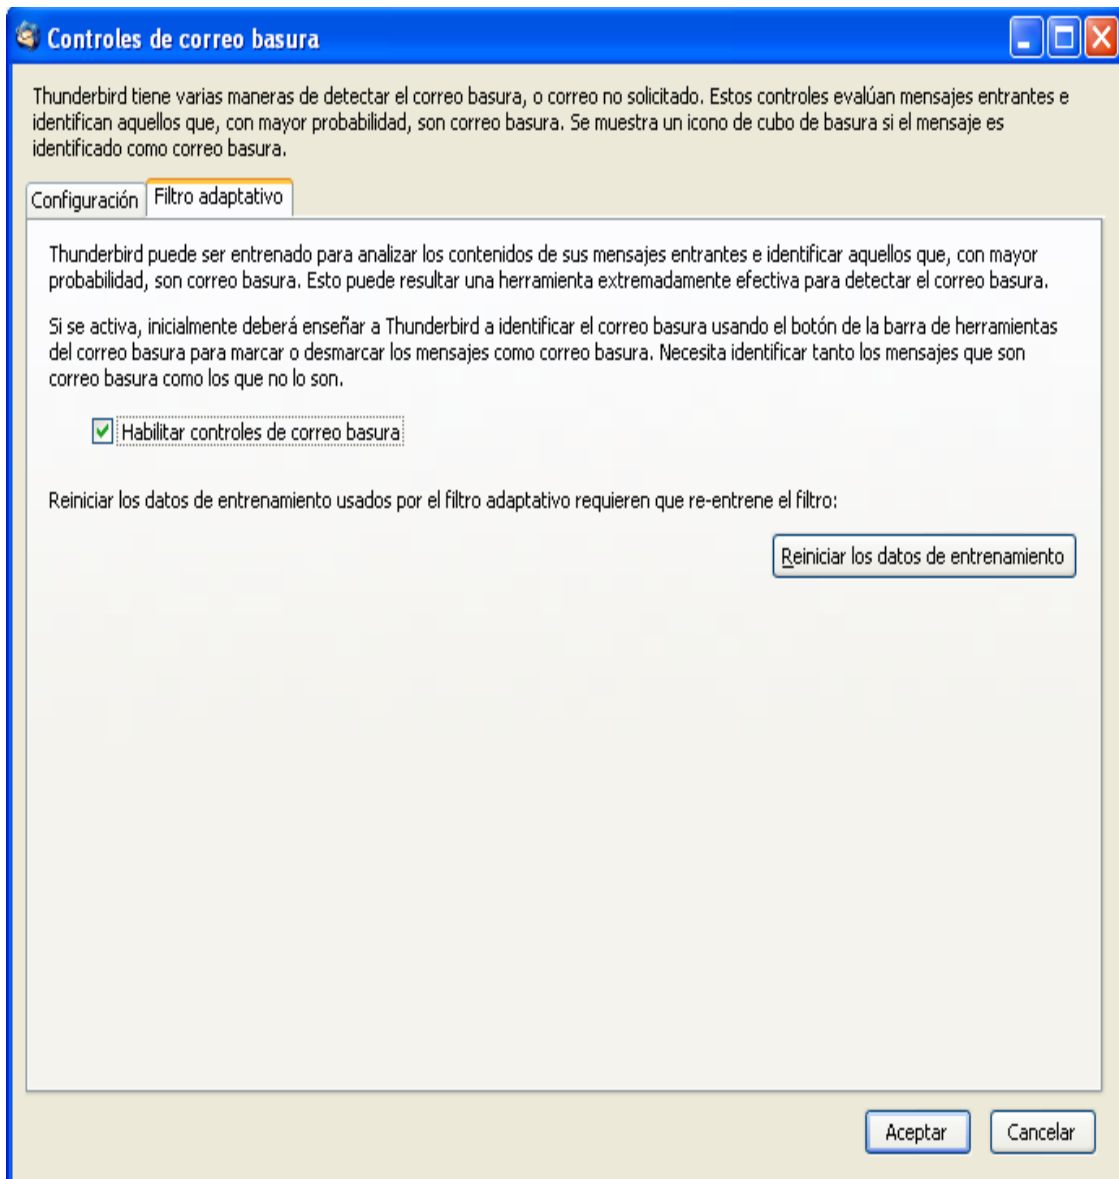 Controles de correo basura
Thunderbird tiene varias maneras de detectar el correo basura, o correo no solicitado. Estos controles evalúan mensajes entrantes e
identifican aquellos que, con mayor probabilidad, son correo basura. Se muestra un icono de cubo de basura si el mensaje es
identificado como correo basura.
Configuración Filtro adaptativo
Thunderbird puede ser entrenado para analizar los contenidos de sus mensajes entrantes e identificar aquellos que, con mayor
probabilidad, son correo basura. Esto puede resultar una herramienta extremadamente efectiva para detectar el correo basura.
Si se activa, inicialmente deberá enseñar a Thunderbird a identificar el correo basura usando el botón de la barra de herramientas
del correo basura para marcar o desmarcar los mensajes como correo basura. Necesita identificar tanto los mensajes que son
correo basura como los que no lo son.
Habilitar controles de correo basura
Reiniciar los datos de entrenamiento usados por el filtro adaptativo requieren que re-entrene el filtro:
Reiniciar los datos de entrenamiento
Aceptar Cancelar